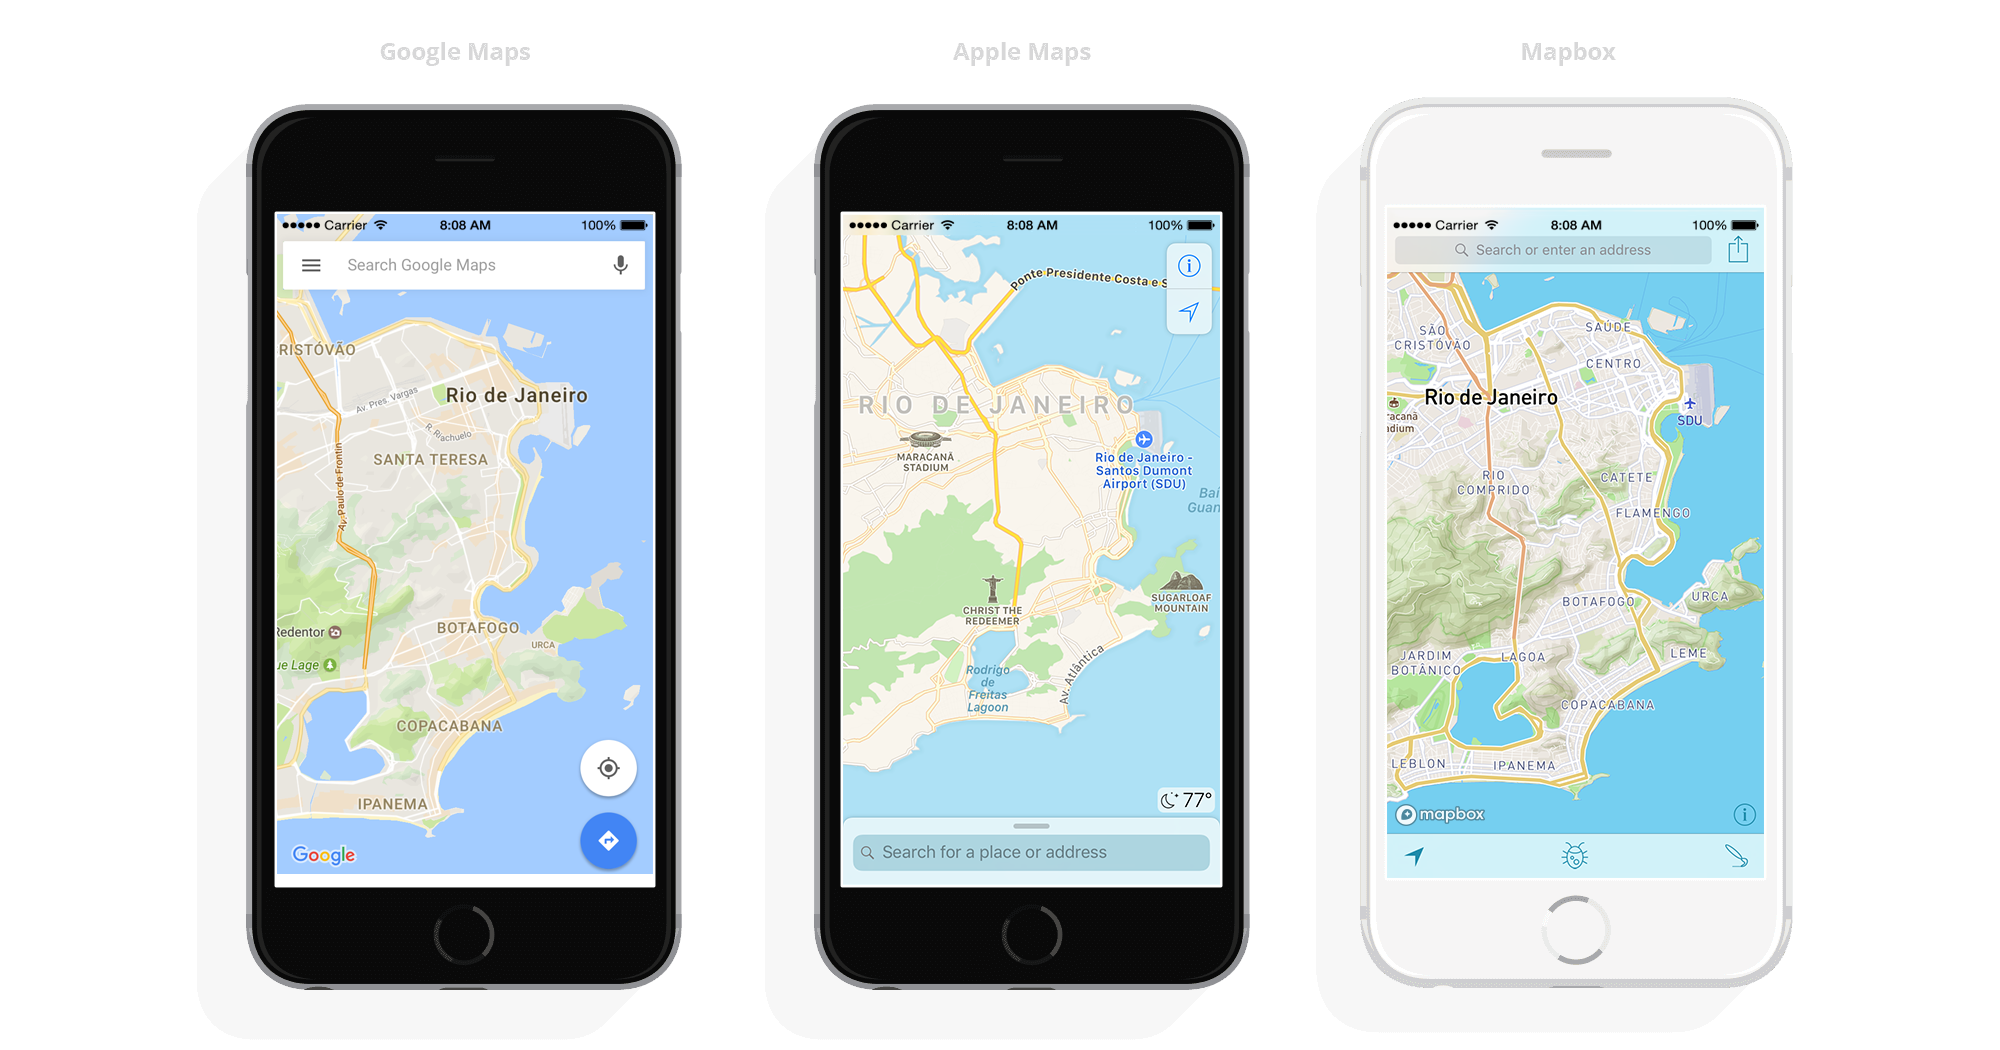 Google Maps
Carrier
8:08 AM
100%
Search Google Maps
RISTÓVÃO
Av. Pres. Vargas
Rio de Janeiro
R. Riachuelo
SANTA TERESA
Av. Paulo de Frontin
Redentor
BOTAFOGO
URCA
ue Lage
COPACABANA
IPANEMA
Google
Apple Maps
Carrier
8:08 AM
100%
Ponte Presidente Costa e S
RIO DE JANEIRO
MARACANÃ
STADIUM
Rio de Janeiro -
Santos Dumont
Airport (SDU)
Baí
Guan
CHRIST THE
REDEEMER
SUGARLOAF
MOUNTAIN
Av. Atlântica
Rodrigo
de
Freitas
Lagoon
77°
Search for a place or address
Mapbox
Carrier
8:08 AM
100%
Search or enter an address
SÃO
CRISTÓVÃO
SAÚDE
CENTRO
Rio de Janeiro
racanã
adium
SDU
RIO
COMPRIDO
CATETE
FLAMENGO
BOTAFOGO
URCA
JARDIM
BOTÂNICO
LAGOA
LEME
COPACABANA
LEBLON
IPANEMA
mapbox